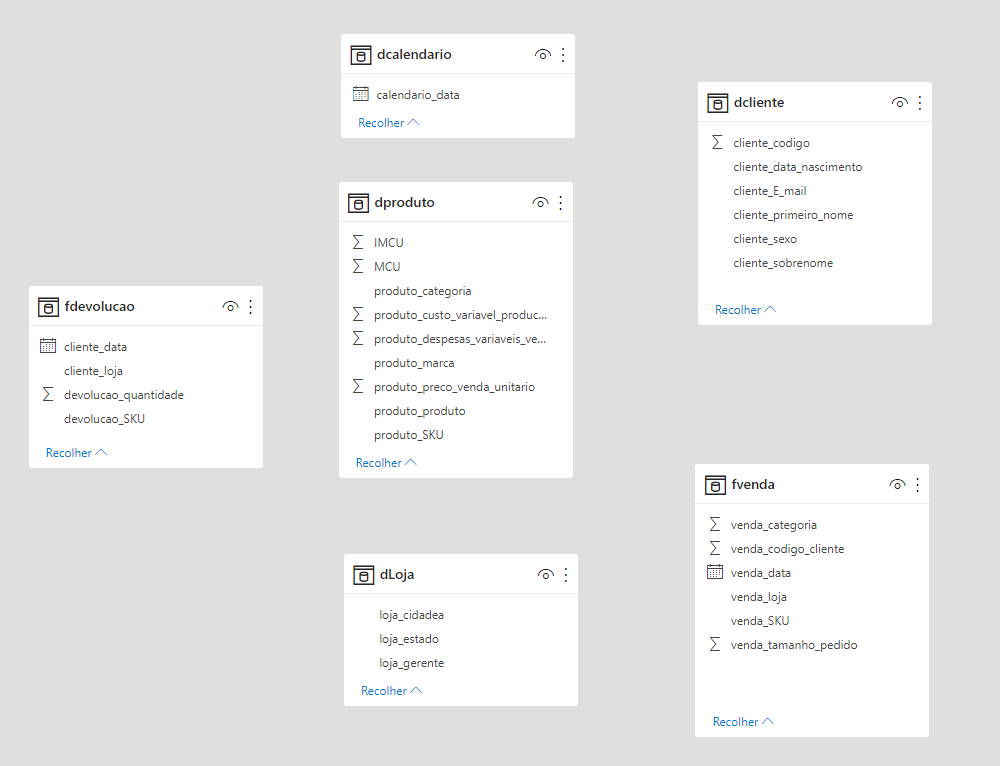 dcalendario
calendario_data
Recolher
dcliente
cliente_codigo
cliente_data_nascimento
cliente_E_mail
cliente_primeiro_nome
cliente_sexo
cliente_sobrenome
Recolher
dproduto
IMCU
MCU
produto_categoria
produto_custo_variavel_produc...
produto_despesas_variaveis_ve...
produto_marca
produto_preco_venda_unitario
produto_produto
produto_SKU
Recolher
fdevolucao
cliente_data
cliente_loja
devolucao_quantidade
devolucao_SKU
Recolher
fvenda
venda_categoria
venda_codigo_cliente
venda_data
venda_loja
venda_SKU
venda_tamanho_pedido
Recolher
dLoja
loja_cidadea
loja_estado
loja_gerente
Recolher